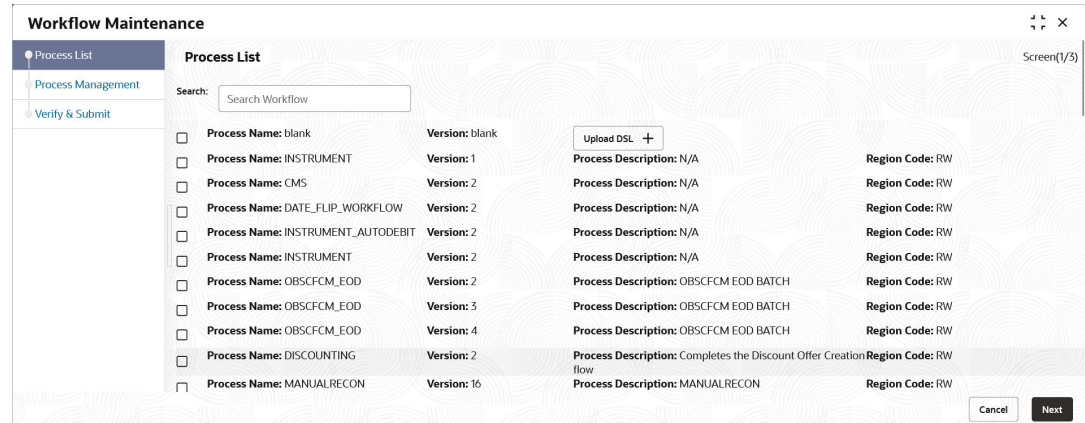 Workflow Maintenance
Process List
Process Management
Verify & Submit
Process List
Screen(1/3)
Search:
Search Workflow
Process Name: blank Version: blank Upload DSL +
Process Name: INSTRUMENT Version: 1 Process Description: N/A Region Code: RW
Process Name: CMS Version: 2 Process Description: N/A Region Code: RW
Process Name: DATE_FLIP_WORKFLOW Version: 2 Process Description: N/A Region Code: RW
Process Name: INSTRUMENT_AUTODEBIT Version: 2 Process Description: N/A Region Code: RW
Process Name: INSTRUMENT Version: 2 Process Description: N/A Region Code: RW
Process Name: OBSCFCM_EOD Version: 2 Process Description: OBSCFCM EOD BATCH Region Code: RW
Process Name: OBSCFCM_EOD Version: 3 Process Description: OBSCFCM EOD BATCH Region Code: RW
Process Name: OBSCFCM_EOD Version: 4 Process Description: OBSCFCM EOD BATCH Region Code: RW
Process Name: DISCOUNTING Version: 2 Process Description: Completes the Discount Offer Creation Region Code: RW
flow
Process Name: MANUALRECON Version: 16 Process Description: MANUALRECON Region Code: RW
Cancel Next